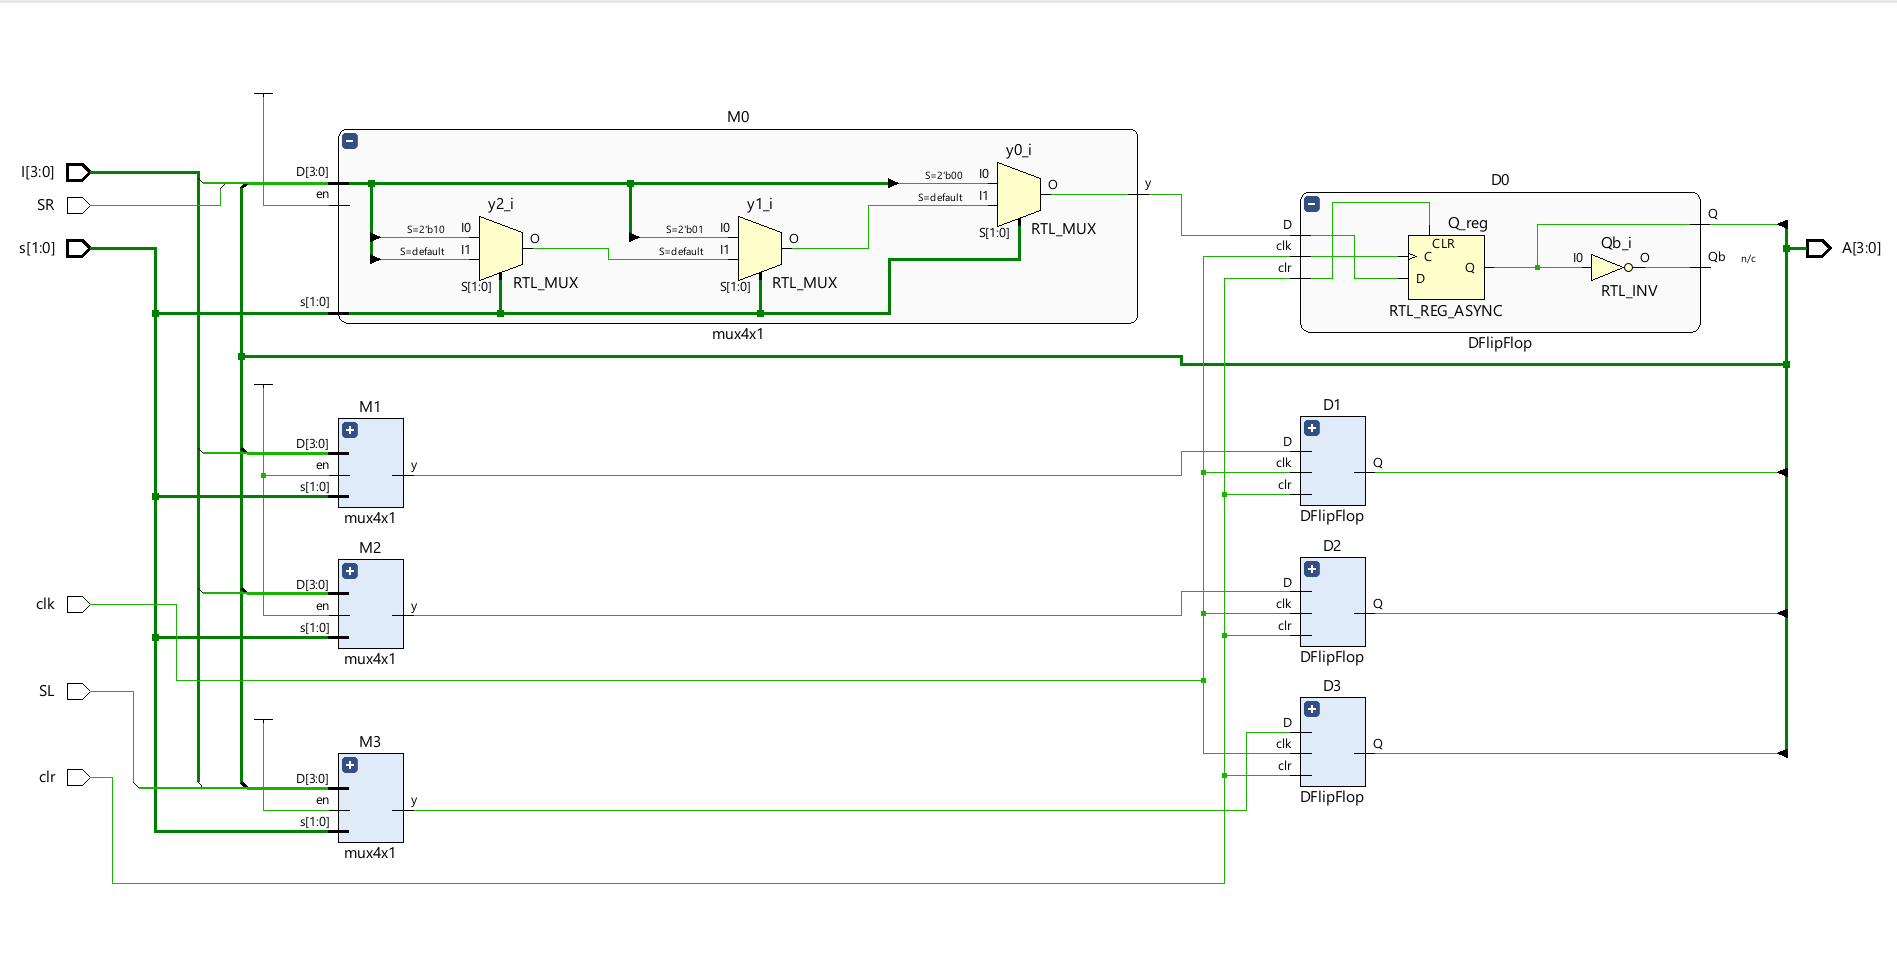 M0
I[3:0]
SR
s[1:0]
D[3:0]
en
s[1:0]
y2_i
S=2'b10
I0
S=default
I1
O
S[1:0]
RTL_MUX
y1_i
S=2'b01
I0
S=default
I1
O
S[1:0]
RTL_MUX
y0_i
S=2'b00
I0
S=default
I1
O
S[1:0]
RTL_MUX
y
mux4x1
D0
D
clk
clr
Q_reg
CLR
C
D
Q
RTL_REG_ASYNC
Qb_i
I0
O
RTL_INV
Q
Qb
n/c
DFlipFlop
A[3:0]
M1
D[3:0]
en
s[1:0]
y
mux4x1
D1
D
clk
clr
Q
DFlipFlop
M2
D[3:0]
en
s[1:0]
y
mux4x1
D2
D
clk
clr
Q
DFlipFlop
clk
SL
clr
M3
D[3:0]
en
s[1:0]
y
mux4x1
D3
D
clk
clr
Q
DFlipFlop